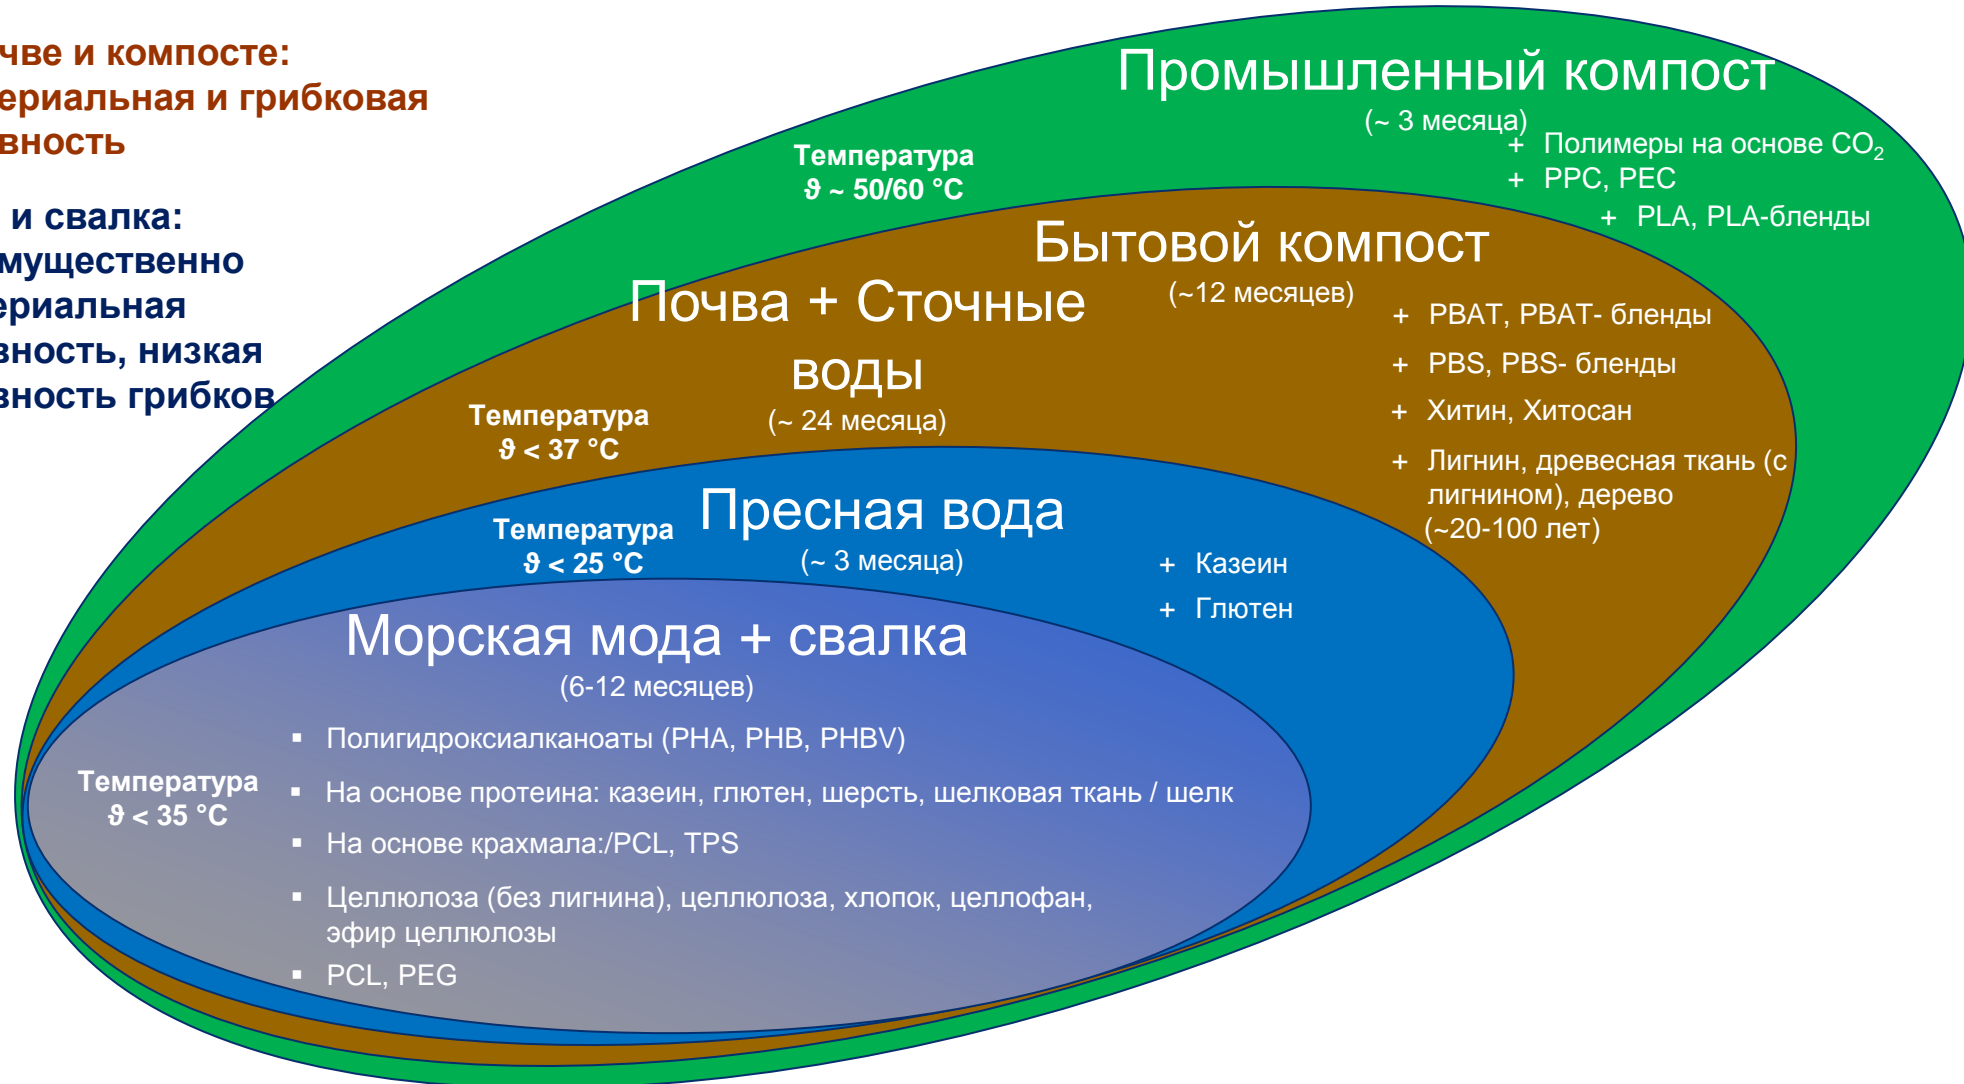 чве и компосте:
ериальная и грибковая
вность
и свалка:
мущественно
ериальная
вность, низкая
вность грибков
Промышленный компост
(~ 3 месяца)
+ Полимеры на основе CO₂
+ PPC, PEC
+ PLA, PLA-бленды
Температура
ϑ ~ 50/60 °C
Бытовой компост
(~12 месяцев)
+ PBAT, PBAT- бленды
+ PBS, PBS- бленды
+ Хитин, Хитосан
+ Лигнин, древесная ткань (с
лигнином), дерево
(~20-100 лет)
Почва + Сточные
воды
(~ 24 месяца)
Температура
ϑ < 37 °C
Пресная вода
(~ 3 месяца)
Температура
ϑ < 25 °C
+ Казеин
+ Глютен
Морская мода + свалка
(6-12 месяцев)
Температура
ϑ < 35 °C
▪ Полигидроксиалканоаты (PHA, PHB, PHBV)
▪ На основе протеина: казеин, глютен, шерсть, шелковая ткань / шелк
▪ На основе крахмала:/PCL, TPS
▪ Целлюлоза (без лигнина), целлюлоза, хлопок, целлофан,
эфир целлюлозы
▪ PCL, PEG